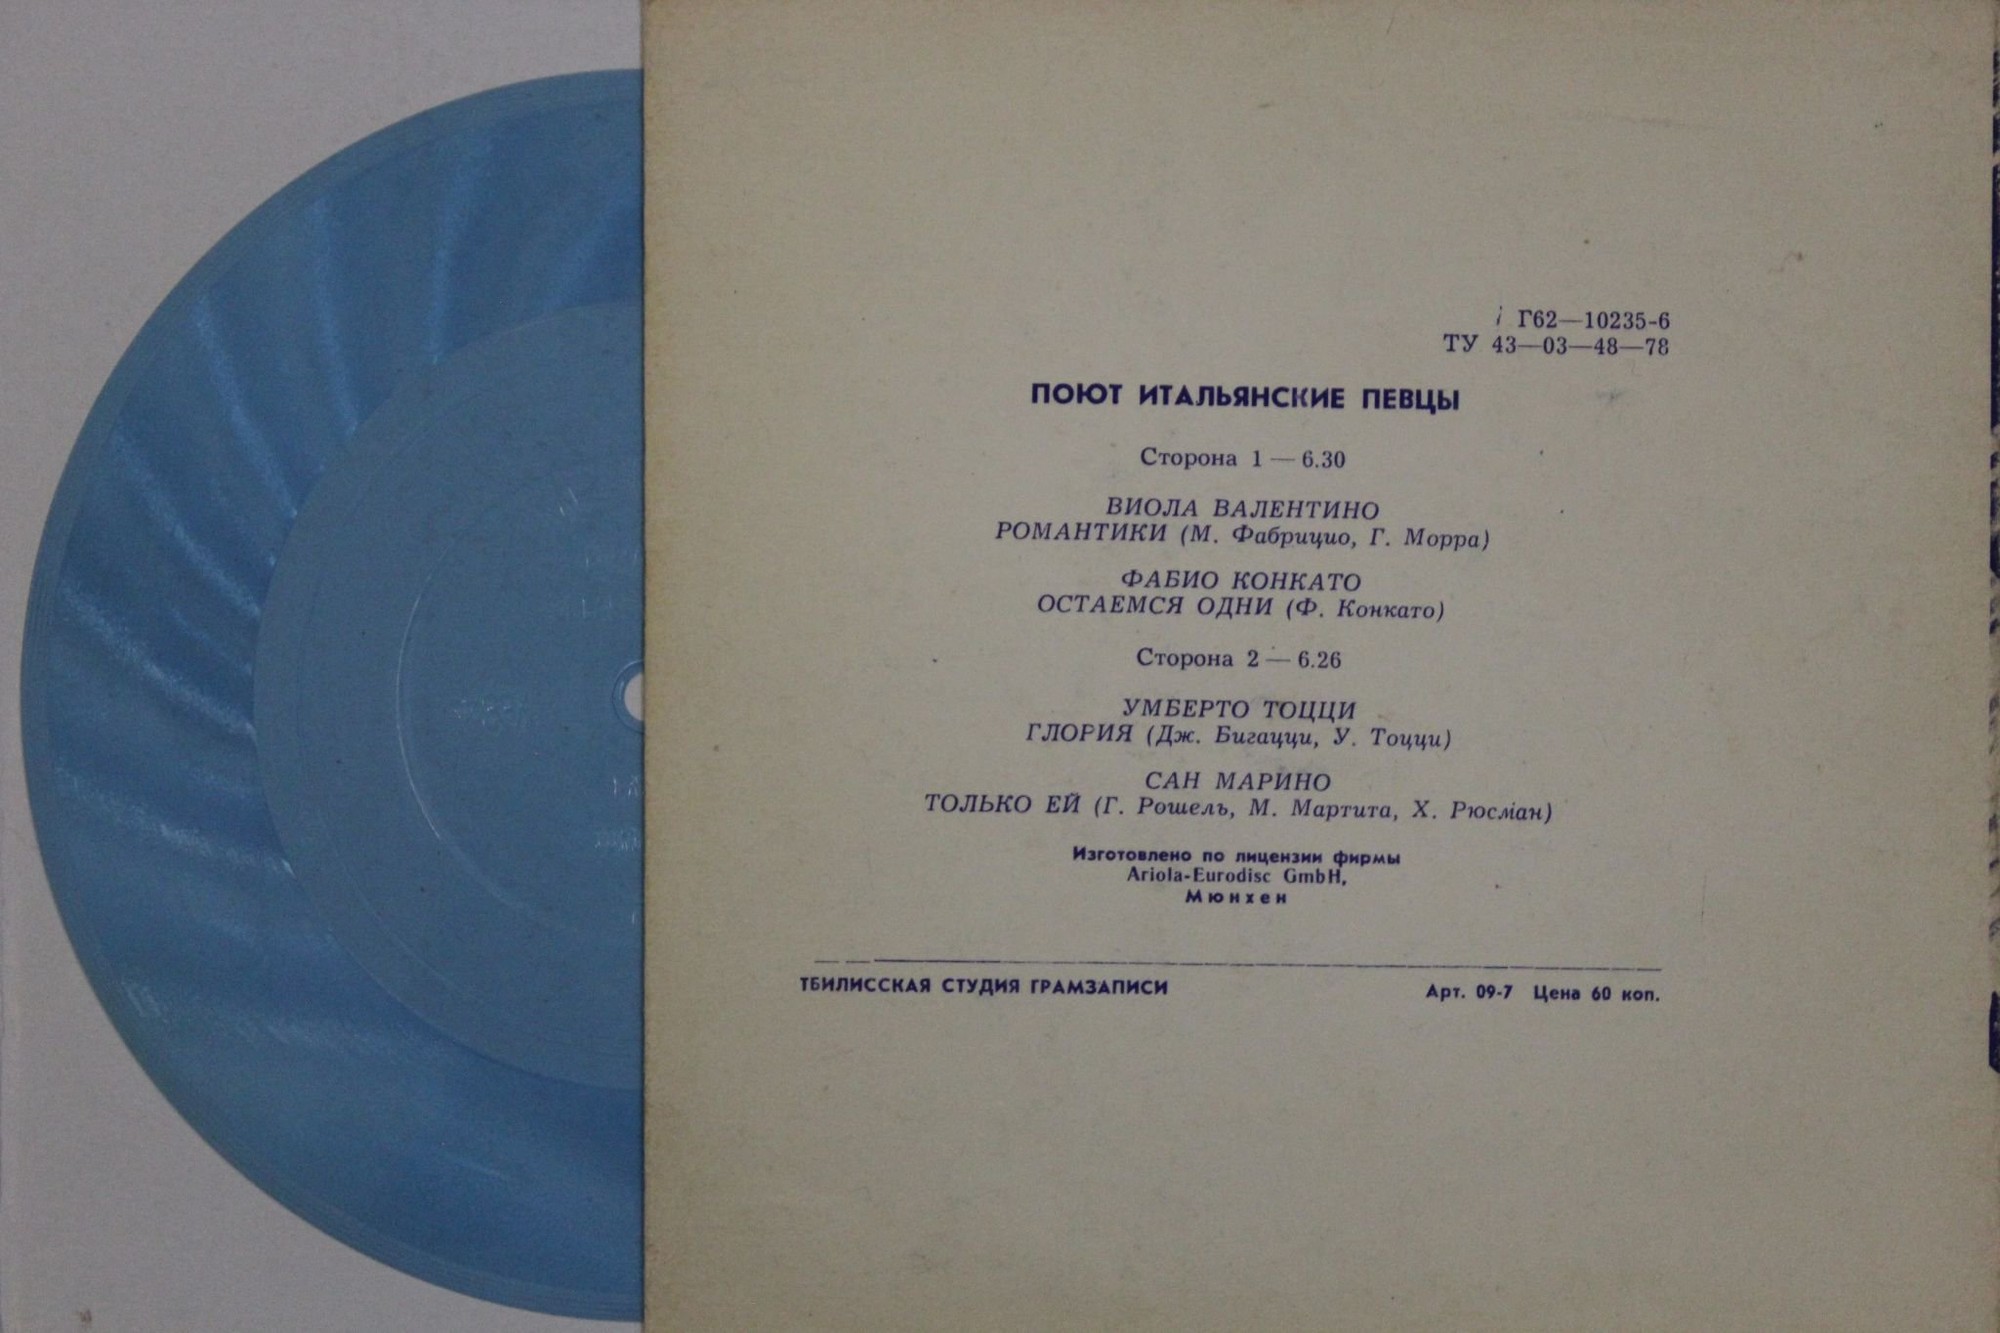 Г62—10235-6
ТУ 43—03—48—78
ПОЮТ ИТАЛЬЯНСКИЕ ПЕВЦЫ
Сторона 1 — 6.30
ВИОЛА ВАЛЕНТИНО
РОМАНТИКИ (М. Фабрицио, Г. Морра)
ФАБИО КОНКАТО
ОСТАЕМСЯ ОДНИ (Ф. Конкато)
Сторона 2 — 6.26
УМБЕРТО ТОЦЦИ
ГЛОРИЯ (Дж. Бигацци, У. Тоцци)
САН МАРИНО
ТОЛЬКО ЕЙ (Г. Рошель, М. Мартита, Х. Рюсман)
Изготовлено по лицензии фирмы
Ariola-Eurodisc GmbH,
Мюнхен
ТБИЛИССКАЯ СТУДИЯ ГРАМЗАПИСИ
Арт. 09-7 Цена 60 коп.